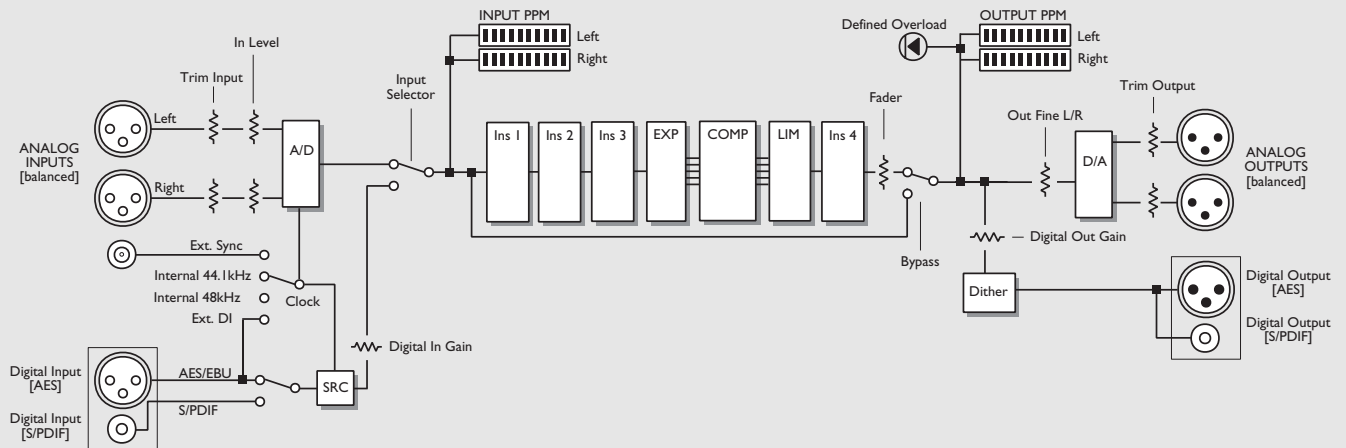 INPUT PPM
Left
Right
Defined Overload
OUTPUT PPM
Left
Right
In Level
Trim Input
Input
Selector
Fader
Trim Output
Out Fine L/R
ANALOG
INPUTS
[balanced]
Left
Right
A/D
Ins 1
Ins 2
Ins 3
EXP
COMP
LIM
Ins 4
D/A
ANALOG
OUTPUTS
[balanced]
Ext. Sync
Internal 44.1kHz
Internal 48kHz
Ext. DI
Clock
Bypass
Digital Out Gain
Dither
Digital Output
[AES]
Digital Output
[S/PDIF]
Digital In Gain
Digital Input
[AES]
Digital Input
[S/PDIF]
AES/EBU
S/PDIF
SRC